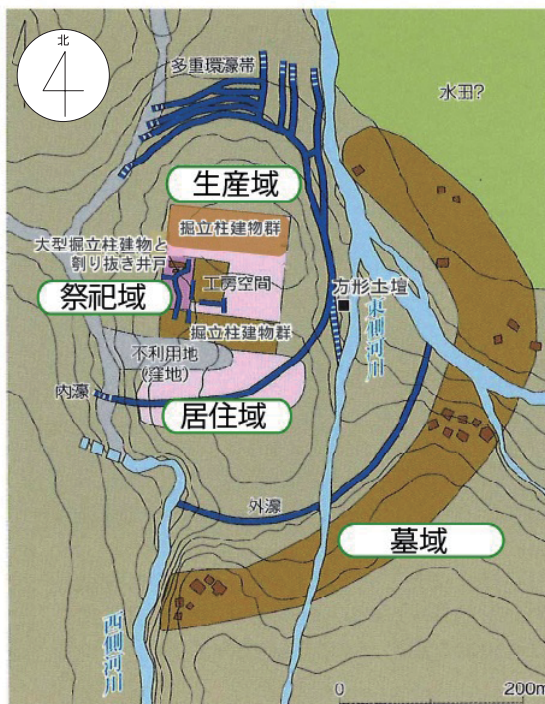 北
多重環濠帯
水田?
生産域
掘立柱建物群
大型掘立柱建物と
刳り抜き井戸
工房空間
祭祀域
方形土壇
東側河川
掘立柱建物群
不利用地
(窪地)
内濠
居住域
外濠
墓域
西側河川
0 200m